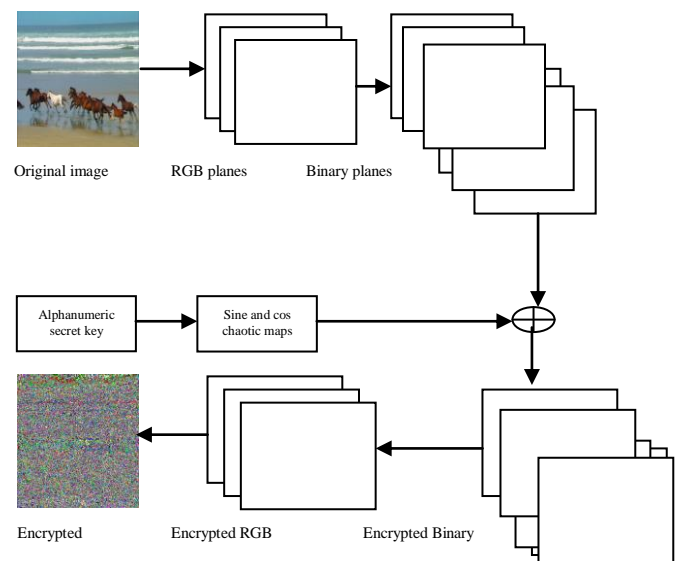 Original image
RGB planes
Binary planes
Alphanumeric
secret key
Sine and cos
chaotic maps
Encrypted
Encrypted RGB
Encrypted Binary